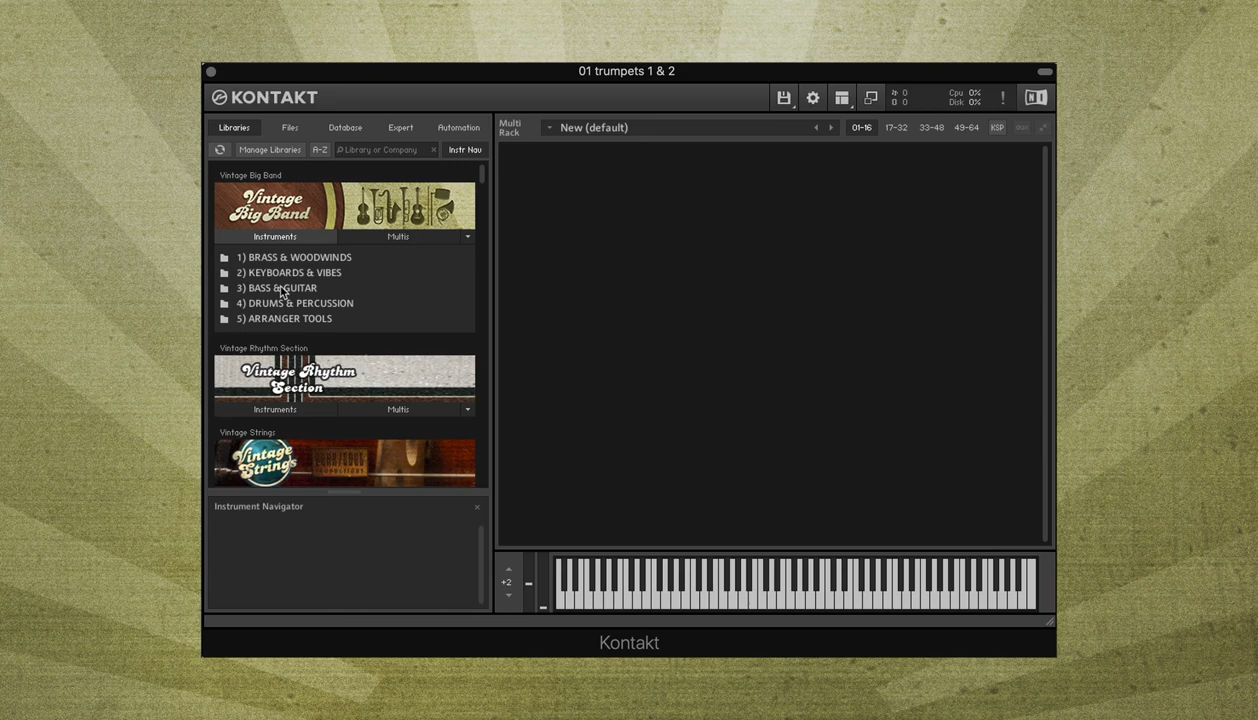 01 trumpets 1 & 2
KONTAKT
0
0
Cpu 0%
Disk 0%
!
NI
Libraries
Files
Database
Expert
Automation
Manage Libraries
A-Z
Library or Company
×
Instr Nav
Multi
Rack
New (default)
01-16
17-32
33-48
49-64
KSP
Vintage Big Band
Vintage
Big Band
Instruments
Multis
1) BRASS & WOODWINDS
2) KEYBOARDS & VIBES
3) BASS & GUITAR
4) DRUMS & PERCUSSION
5) ARRANGER TOOLS
Vintage Rhythm Section
Vintage Rhythm
Section
Instruments
Multis
Vintage Strings
Vintage
Strings
Instrument Navigator
×
+2
Kontakt